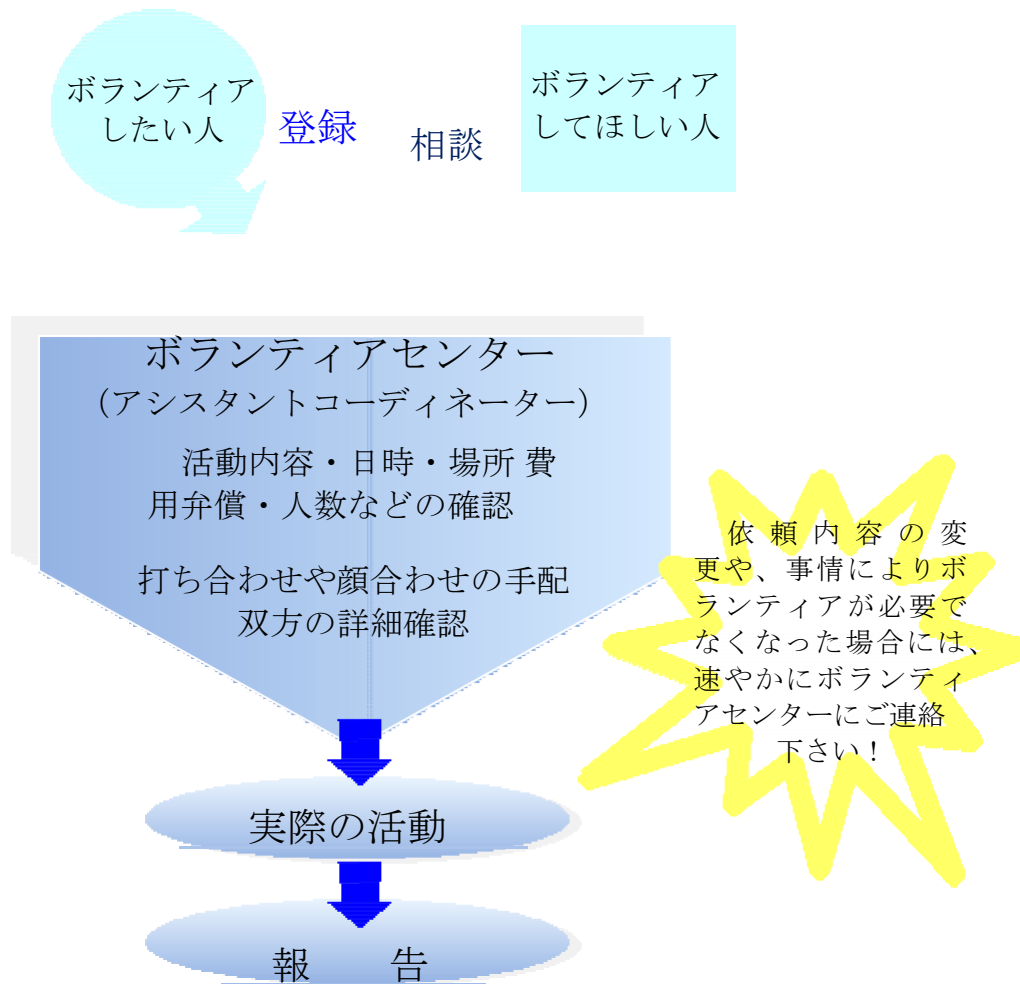 ボランティア
したい人
登録
相談
ボランティア
してほしい人
ボランティアセンター
(アシスタントコーディネーター)
活動内容・日時・場所 費
用弁償・人数などの確認
打ち合わせや顔合わせの手配
双方の詳細確認
依頼内容の変
更や、事情によりボ
ランティアが必要で
なくなった場合には、
速やかにボランティ
アセンターにご連絡
下さい!
実際の活動
報 告